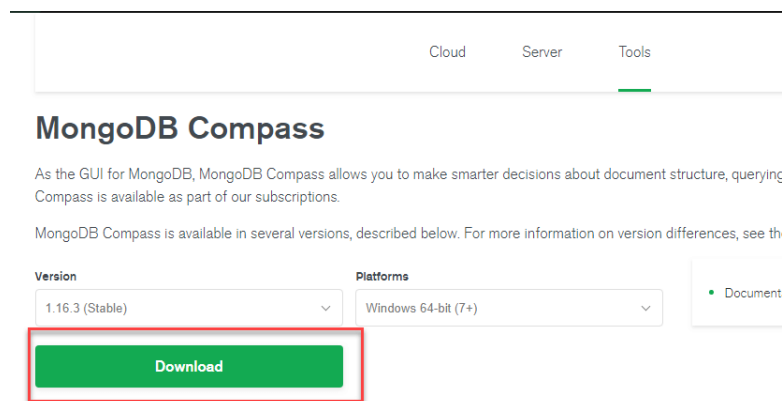 Cloud Server Tools
MongoDB Compass
As the GUI for MongoDB, MongoDB Compass allows you to make smarter decisions about document structure, querying
Compass is available as part of our subscriptions.
MongoDB Compass is available in several versions, described below. For more information on version differences, see the
Version Platforms
1.16.3 (Stable) Windows 64-bit (7+)
• Document
Download